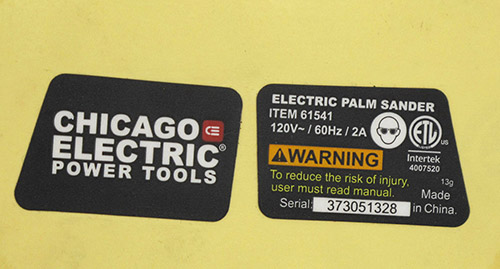 CHICAGO
ELECTRIC®
POWER TOOLS
ELECTRIC PALM SANDER
ITEM 61541
120V~ / 60Hz / 2A
ETL
US
Intertek
4007520
WARNING
To reduce the risk of injury,
user must read manual.
13g
Serial: 373051328 Made
in China.